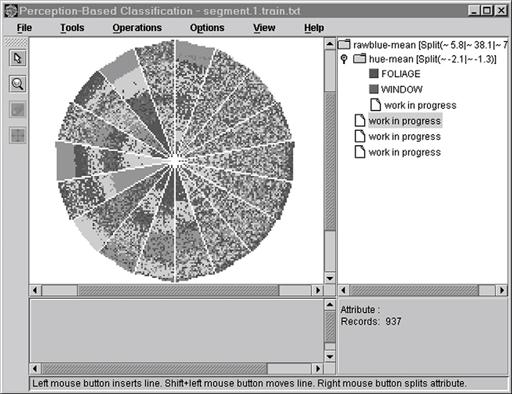 Perception-Based Classification - segment.1.train.txt
File Tools Operations Options View Help
rawblue-mean [Split(~ 5.8|~ 38.1|~ 7
hue-mean [Split(~ -2.1|~ -1.3)]
FOLIAGE
WINDOW
work in progress
work in progress
work in progress
work in progress
Attribute :
Records: 937
Left mouse button inserts line. Shift+left mouse button moves line. Right mouse button splits attribute.